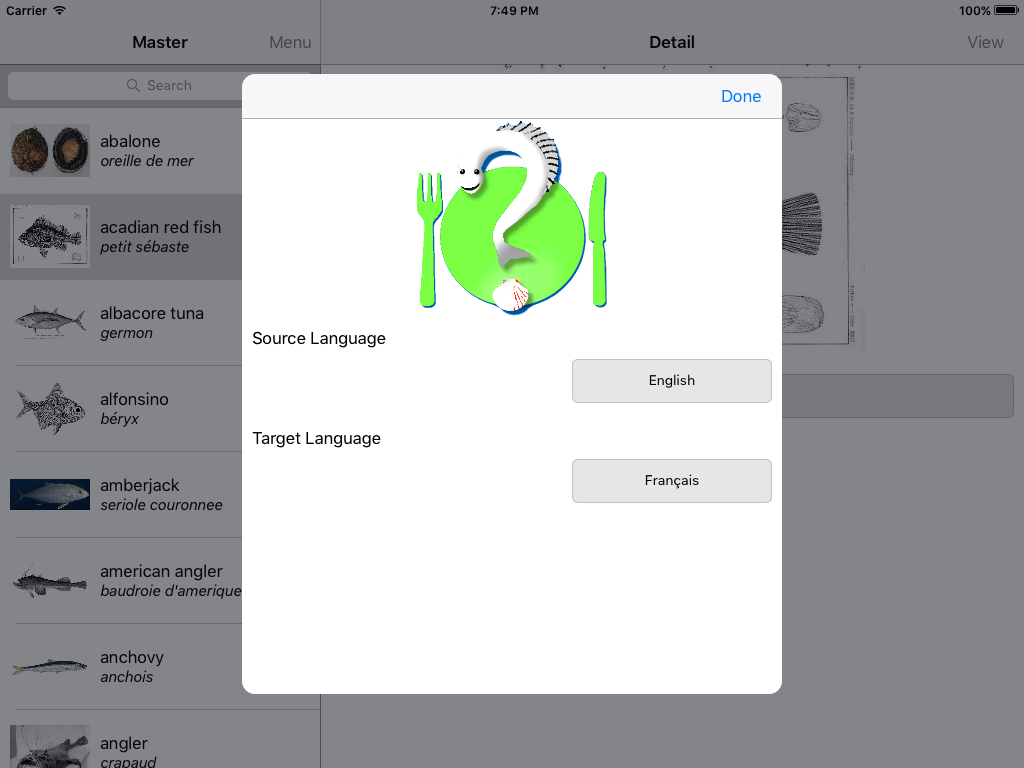 Carrier 7:49 PM 100%
Master Menu Detail View
Search
Done
abalone
oreille de mer
acadian red fish
petit sébaste
albacore tuna
germon
alfonsino
béryx
amberjack
seriole couronnee
american angler
baudroie d'amerique
anchovy
anchois
angler
crapaud
Source Language
English
Target Language
Français